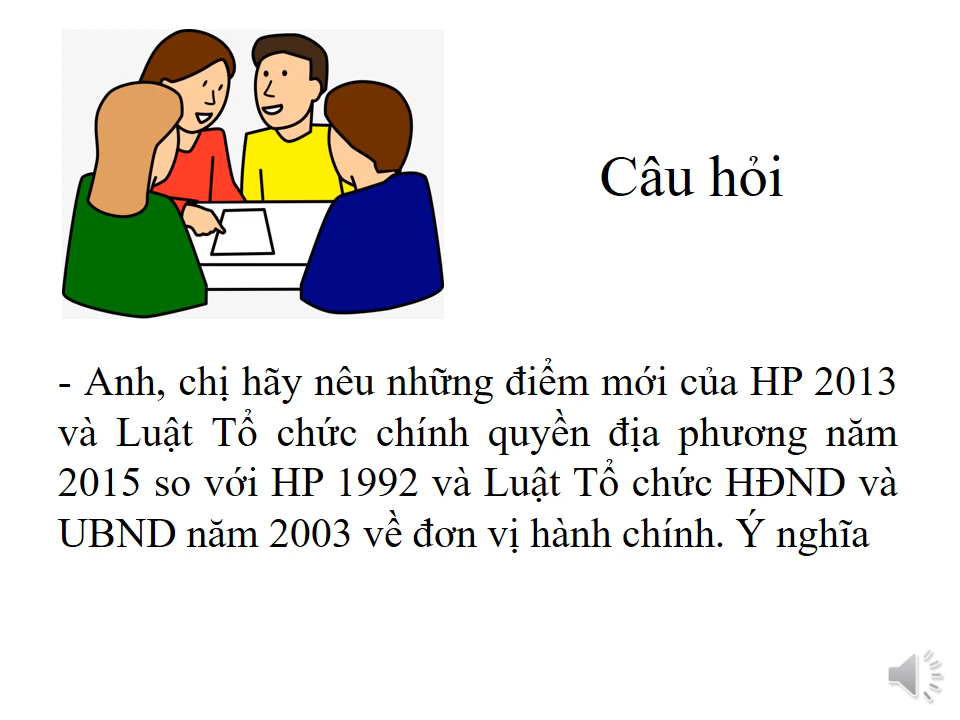 Câu hỏi
- Anh, chị hãy nêu những điểm mới của HP 2013
và Luật Tổ chức chính quyền địa phương năm
2015 so với HP 1992 và Luật Tổ chức HĐND và
UBND năm 2003 về đơn vị hành chính. Ý nghĩa